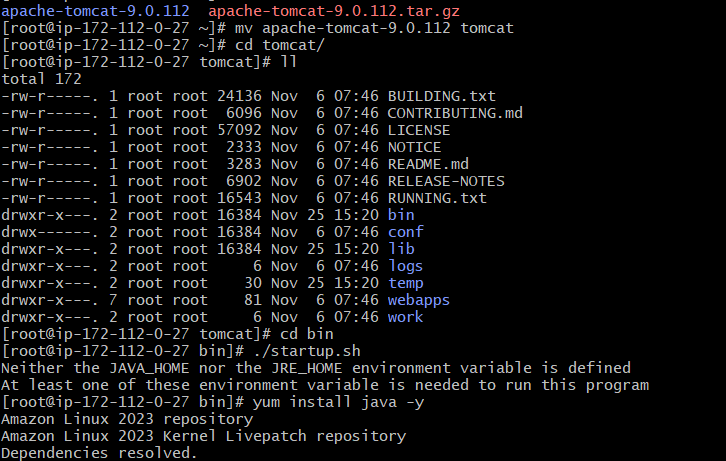 apache-tomcat-9.0.112  apache-tomcat-9.0.112.tar.gz
[root@ip-172-112-0-27 ~]# mv apache-tomcat-9.0.112 tomcat
[root@ip-172-112-0-27 ~]# cd tomcat/
[root@ip-172-112-0-27 tomcat]# ll
total 172
-rw-r-----. 1 root root 24136 Nov  6 07:46 BUILDING.txt
-rw-r-----. 1 root root  6096 Nov  6 07:46 CONTRIBUTING.md
-rw-r-----. 1 root root 57092 Nov  6 07:46 LICENSE
-rw-r-----. 1 root root  2333 Nov  6 07:46 NOTICE
-rw-r-----. 1 root root  3283 Nov  6 07:46 README.md
-rw-r-----. 1 root root  6902 Nov  6 07:46 RELEASE-NOTES
-rw-r-----. 1 root root 16543 Nov  6 07:46 RUNNING.txt
drwxr-x---. 2 root root 16384 Nov 25 15:20 bin
drwx------. 2 root root 16384 Nov  6 07:46 conf
drwxr-x---. 2 root root 16384 Nov 25 15:20 lib
drwxr-x---. 2 root root     6 Nov  6 07:46 logs
drwxr-x---. 2 root root    30 Nov 25 15:20 temp
drwxr-x---. 7 root root    81 Nov  6 07:46 webapps
drwxr-x---. 2 root root     6 Nov  6 07:46 work
[root@ip-172-112-0-27 tomcat]# cd bin
[root@ip-172-112-0-27 bin]# ./startup.sh
Neither the JAVA_HOME nor the JRE_HOME environment variable is defined
At least one of these environment variable is needed to run this program
[root@ip-172-112-0-27 bin]# yum install java -y
Amazon Linux 2023 repository
Amazon Linux 2023 Kernel Livepatch repository
Dependencies resolved.